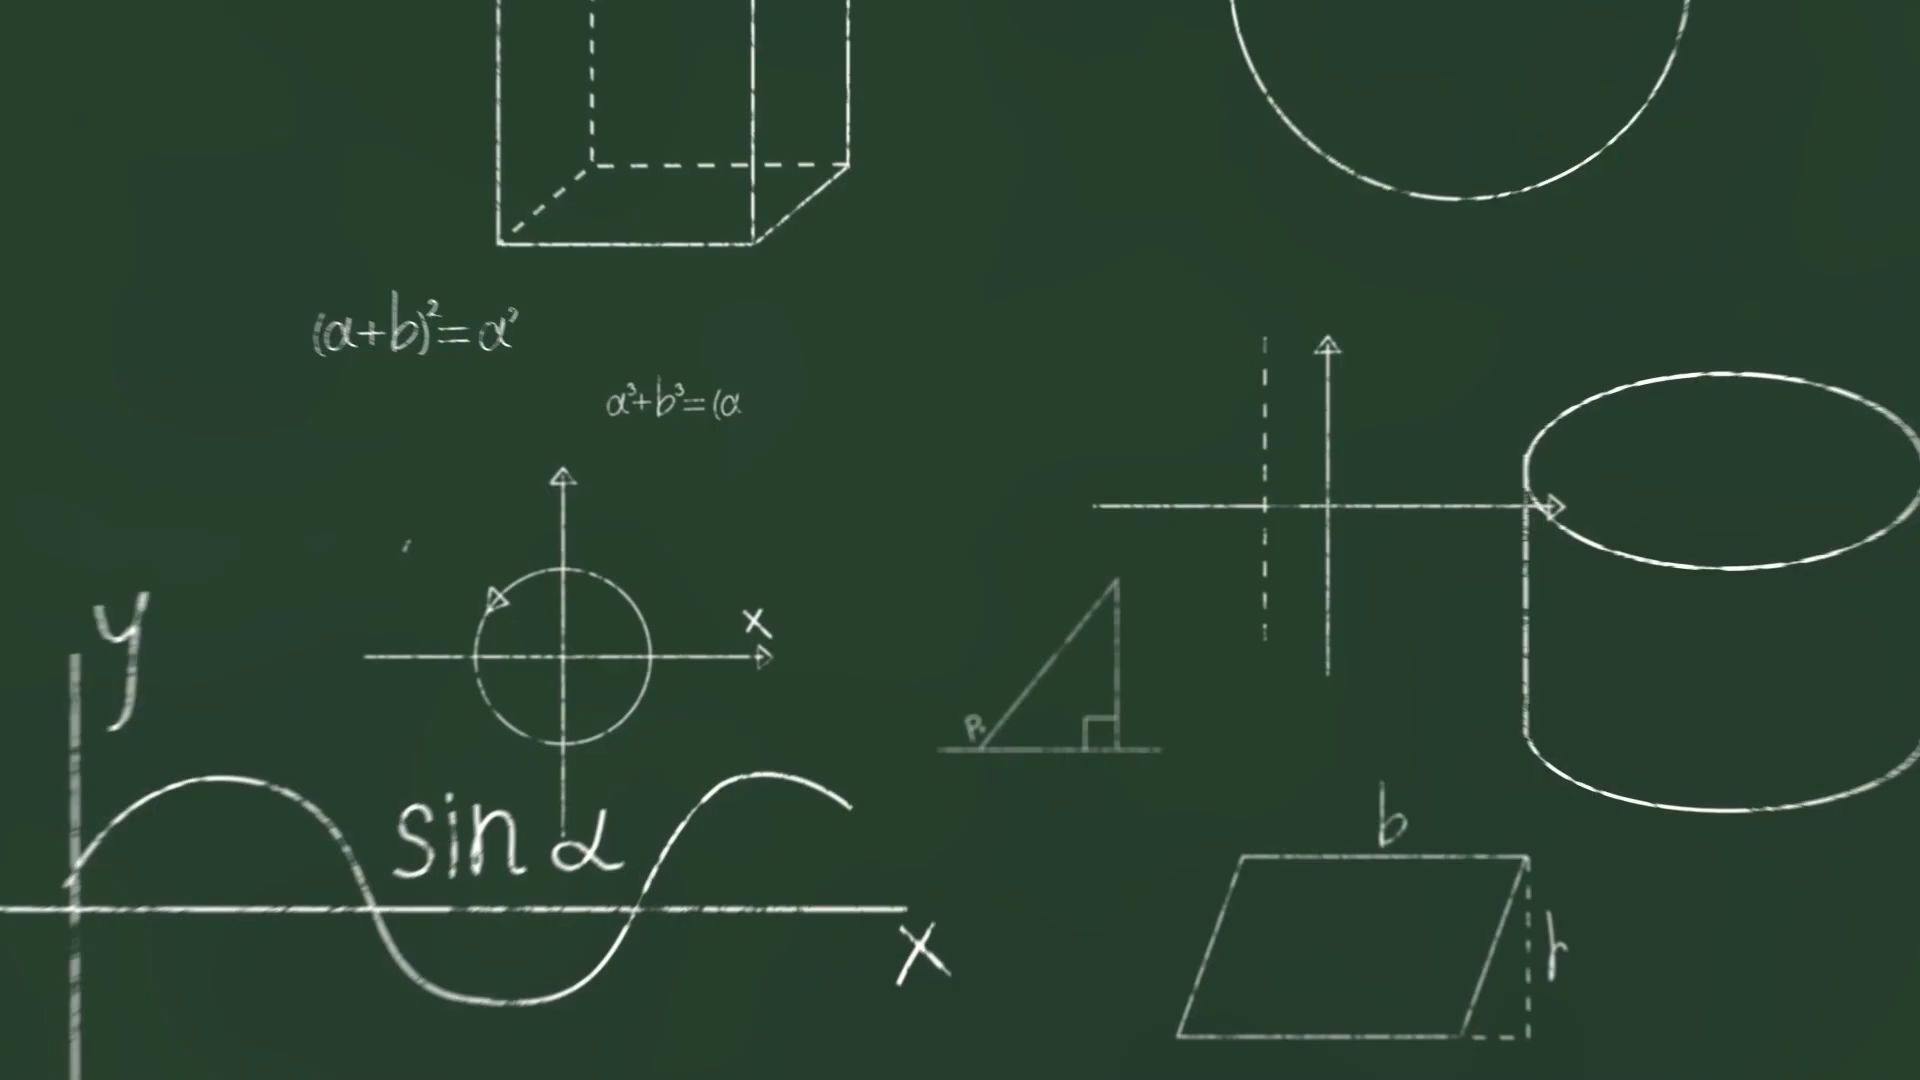 (a+b)²=a²
a³+b³=(a
x
y
sin α
x
b